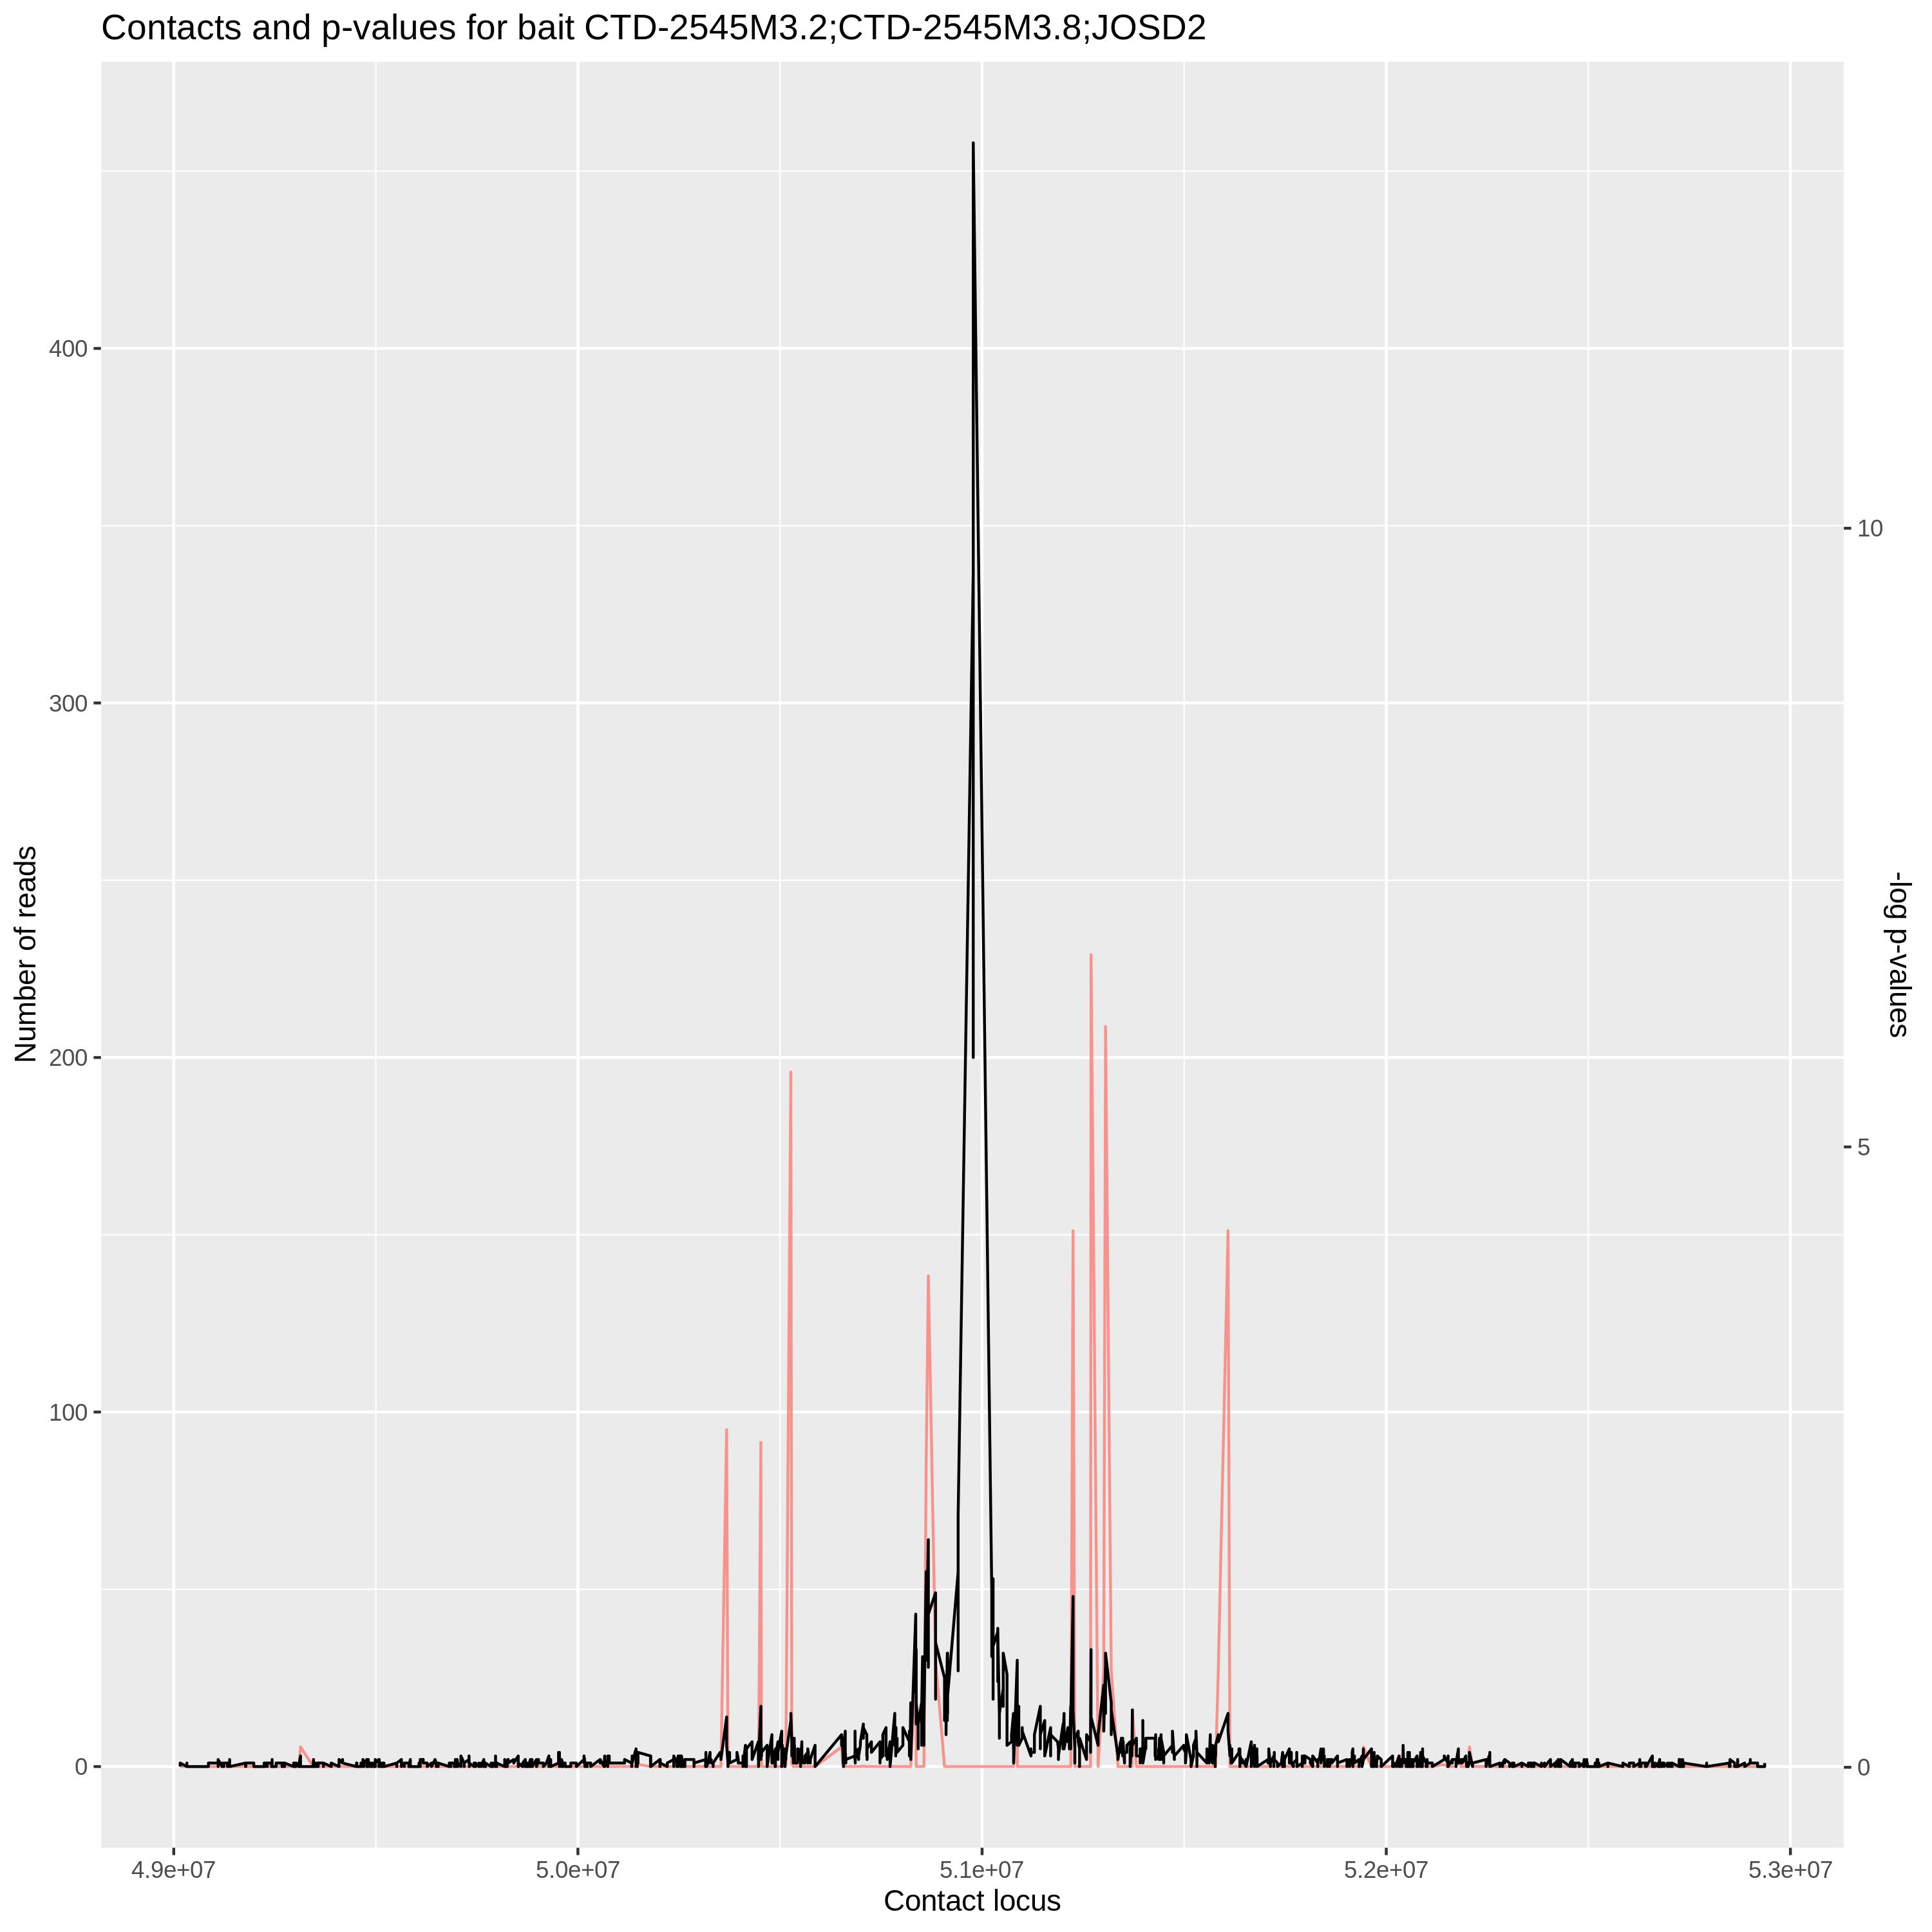 Contacts and p-values for bait CTD-2545M3.2;CTD-2545M3.8;JOSD2
Number of reads
400
300
200
100
0
-log p-values
10
5
0
4.9e+07 5.0e+07 5.1e+07 5.2e+07 5.3e+07
Contact locus